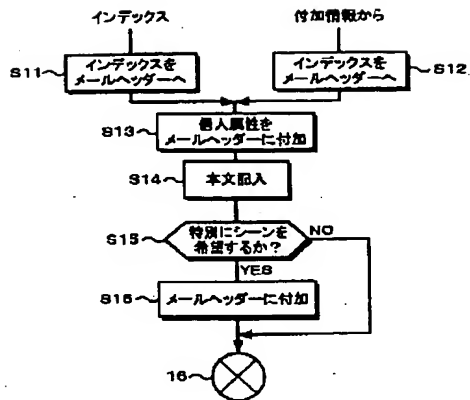 インデックス
付加情報から
S11
インデックスを
メールヘッダーへ
インデックスを
メールヘッダーへ
S12
S13
個人属性を
メールヘッダーに付加
S14
本文記入
S15
特別にシーンを
希望するか?
NO
YES
S16
メールヘッダーに付加
16